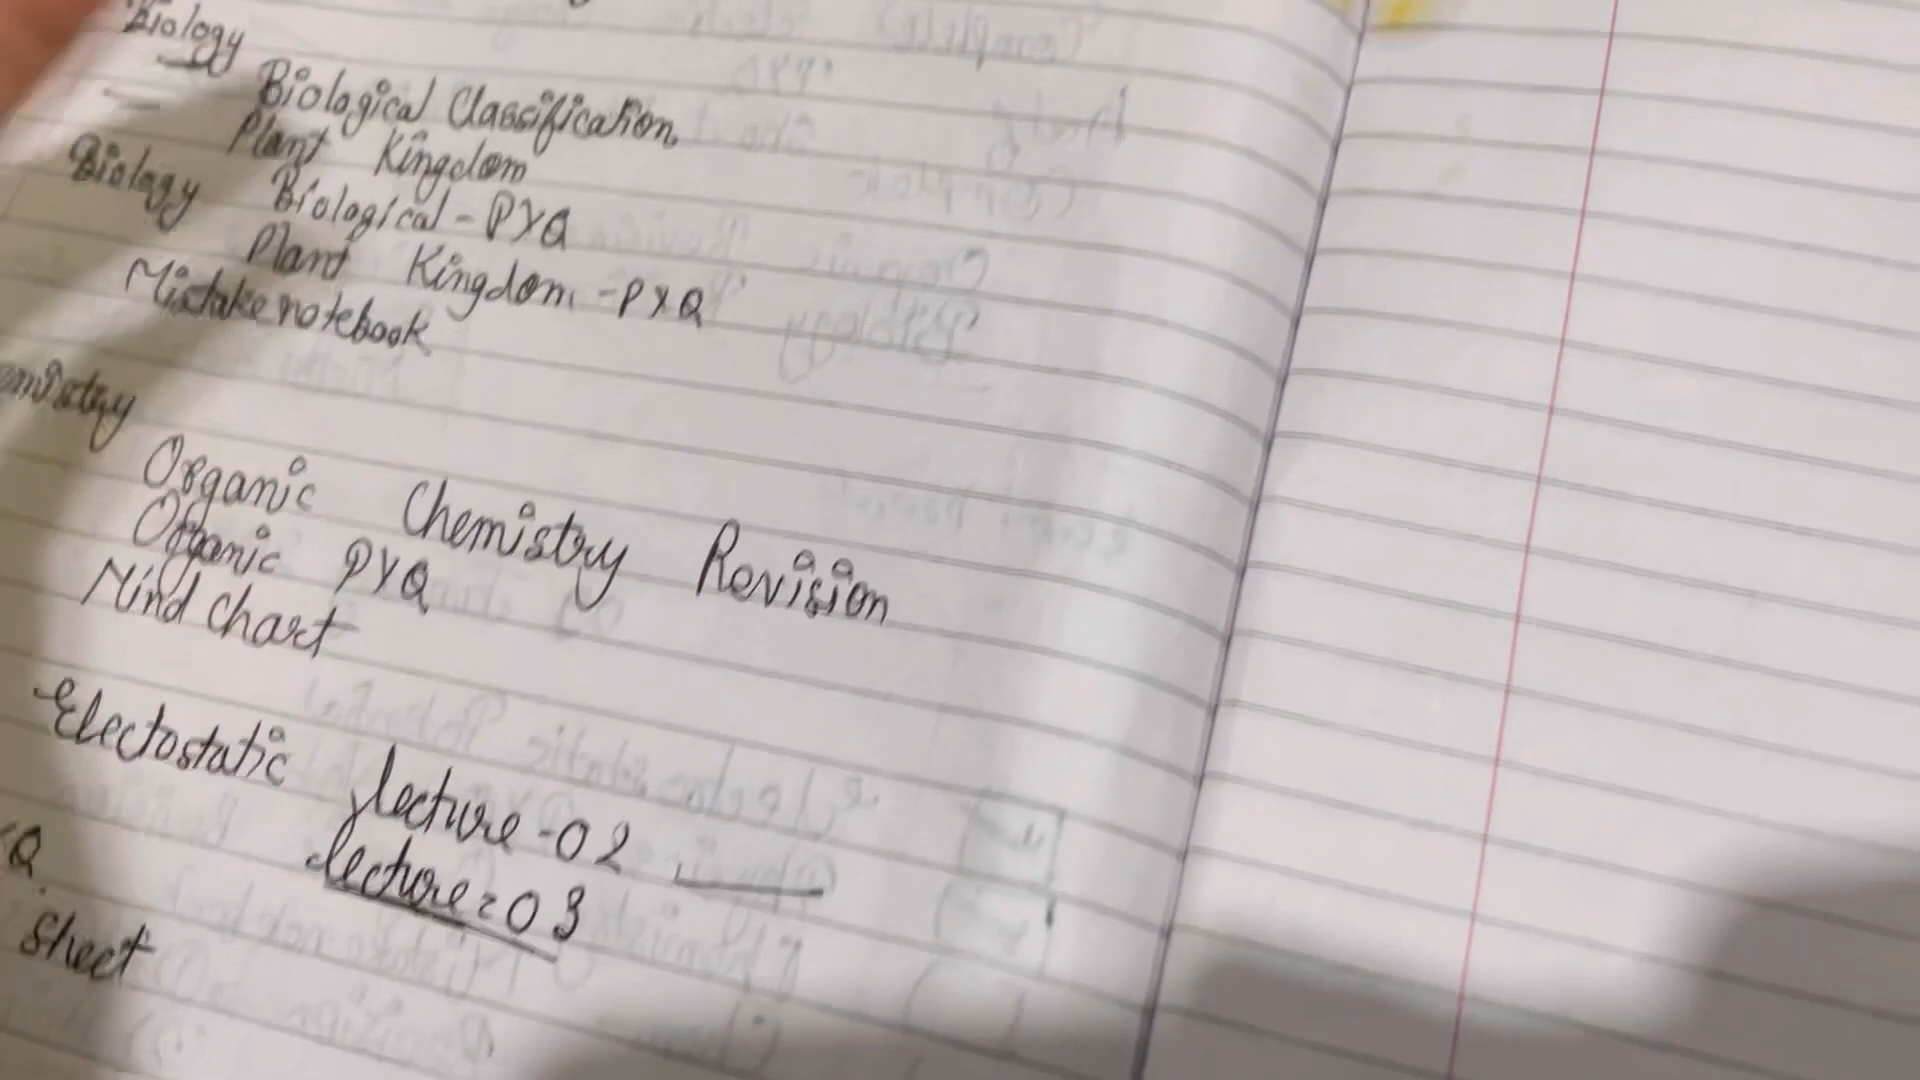 Biology
Biological Classification
Plant Kingdom
Biology Biological - PYQ
Plant Kingdom - PYQ
Mistake notebook
emistry
Organic Chemistry Revision
Organic PYQ
Mind chart
Electostatic lecture - 02
lecture = 03
Q
Sheet